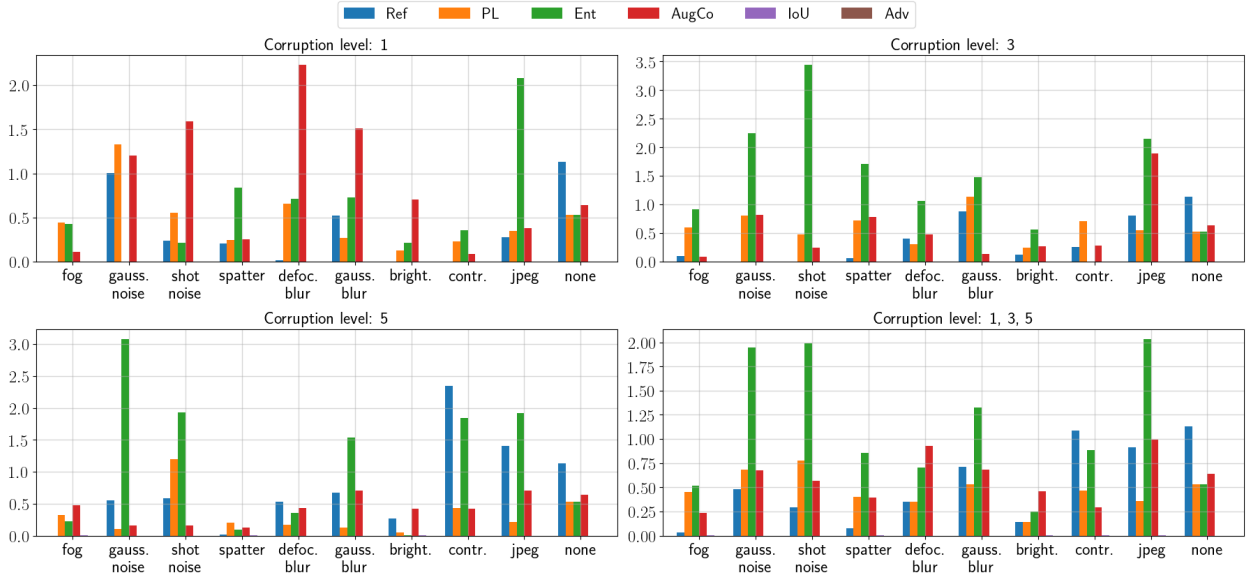 Ref PL Ent AugCo IoU Adv
Corruption level: 1
2.0
1.5
1.0
0.5
0.0
fog gauss. shot spatter defoc. gauss. bright. contr. jpeg none
noise noise blur blur
Corruption level: 3
3.5
3.0
2.5
2.0
1.5
1.0
0.5
0.0
fog gauss. shot spatter defoc. gauss. bright. contr. jpeg none
noise noise blur blur
Corruption level: 5
3.0
2.5
2.0
1.5
1.0
0.5
0.0
fog gauss. shot spatter defoc. gauss. bright. contr. jpeg none
noise noise blur blur
Corruption level: 1, 3, 5
2.00
1.75
1.50
1.25
1.00
0.75
0.50
0.25
0.00
fog gauss. shot spatter defoc. gauss. bright. contr. jpeg none
noise noise blur blur